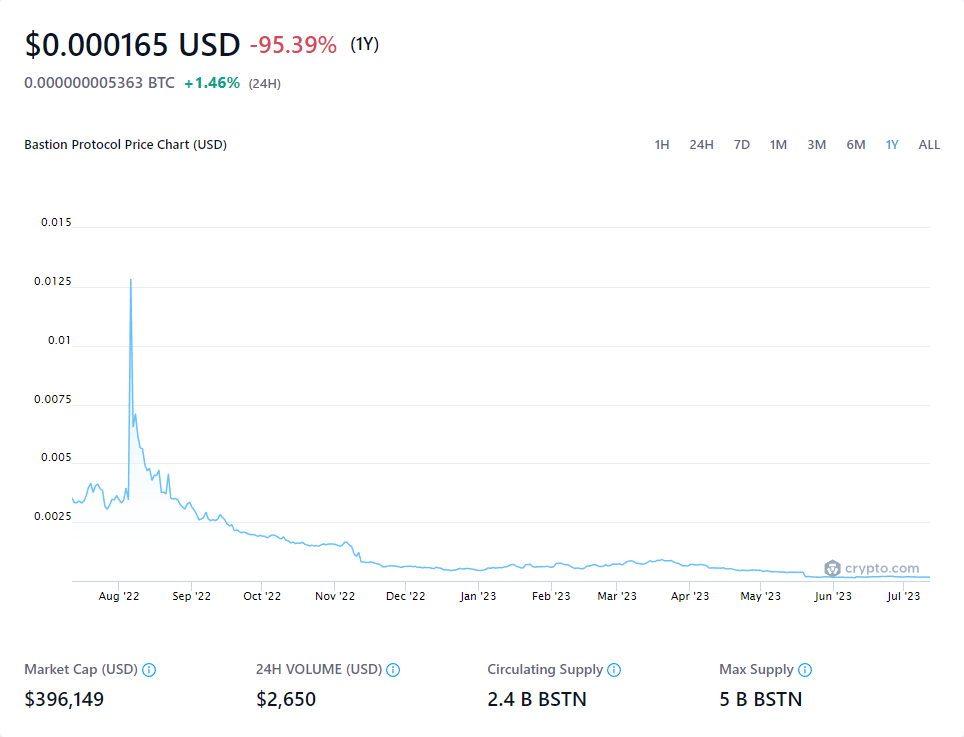 $0.000165 USD -95.39% (1Y)
0.000000005363 BTC +1.46% (24H)
Bastion Protocol Price Chart (USD) 1H 24H 7D 1M 3M 6M 1Y ALL
0.015
0.0125
0.01
0.0075
0.005
0.0025
crypto.com
Aug '22 Sep '22 Oct '22 Nov '22 Dec '22 Jan '23 Feb '23 Mar '23 Apr '23 May '23 Jun '23 Jul '23
Market Cap (USD) 24H VOLUME (USD) Circulating Supply Max Supply
$396,149 $2,650 2.4 B BSTN 5 B BSTN